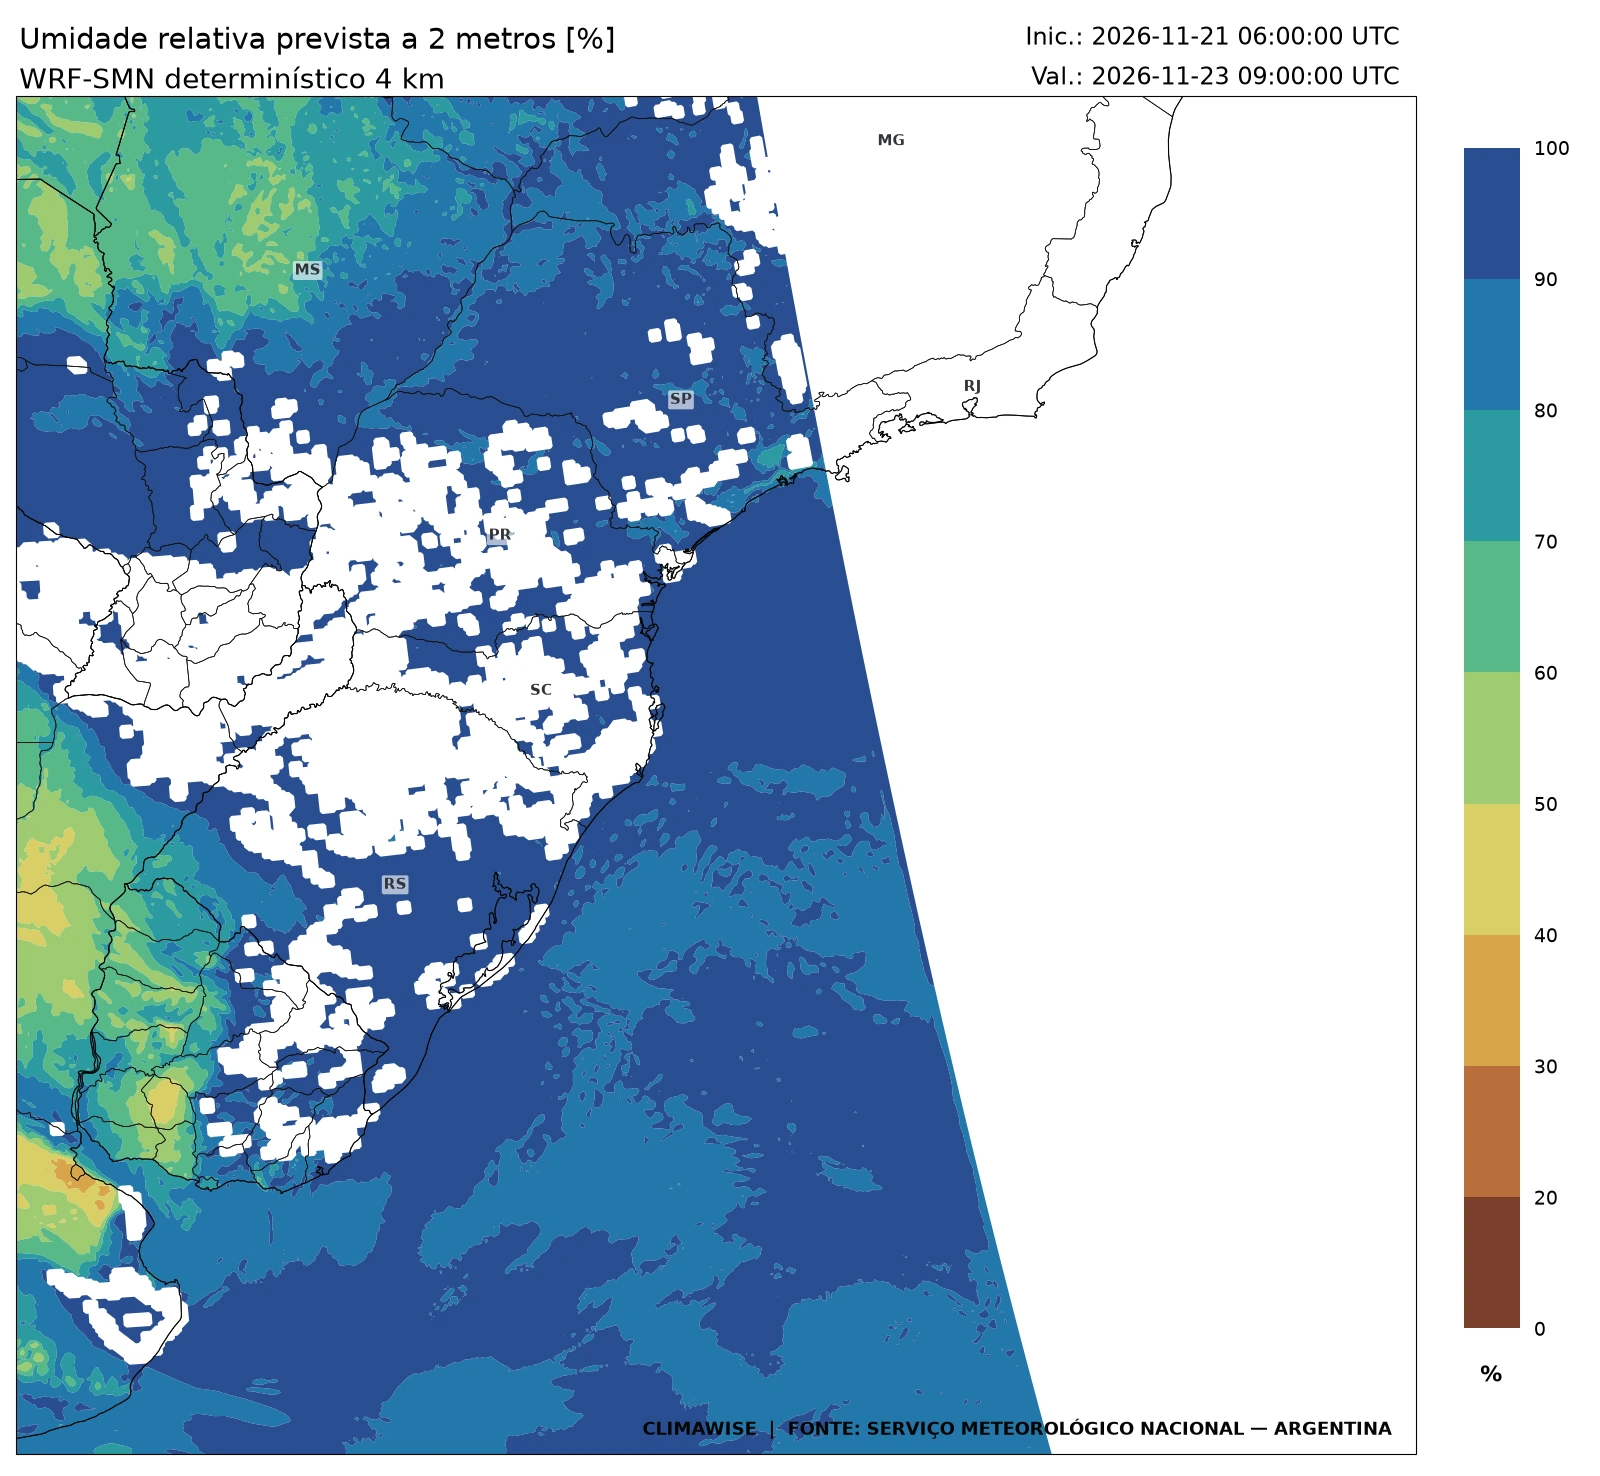 Umidade relativa prevista a 2 metros [%]
Inic.: 2026-11-21 06:00:00 UTC
WRF-SMN determinístico 4 km
Val.: 2026-11-23 09:00:00 UTC
MG
MS
RJ
SP
PR
SC
RS
100
90
80
70
60
50
40
30
20
0
%
CLIMAWISE | FONTE: SERVIÇO METEOROLÓGICO NACIONAL — ARGENTINA